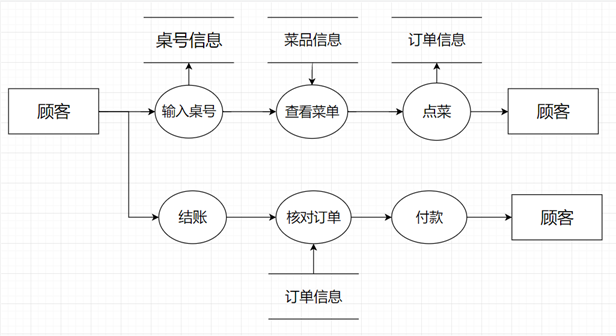 桌号信息
菜品信息
订单信息
顾客
输入桌号
查看菜单
点菜
顾客
结账
核对订单
付款
顾客
订单信息